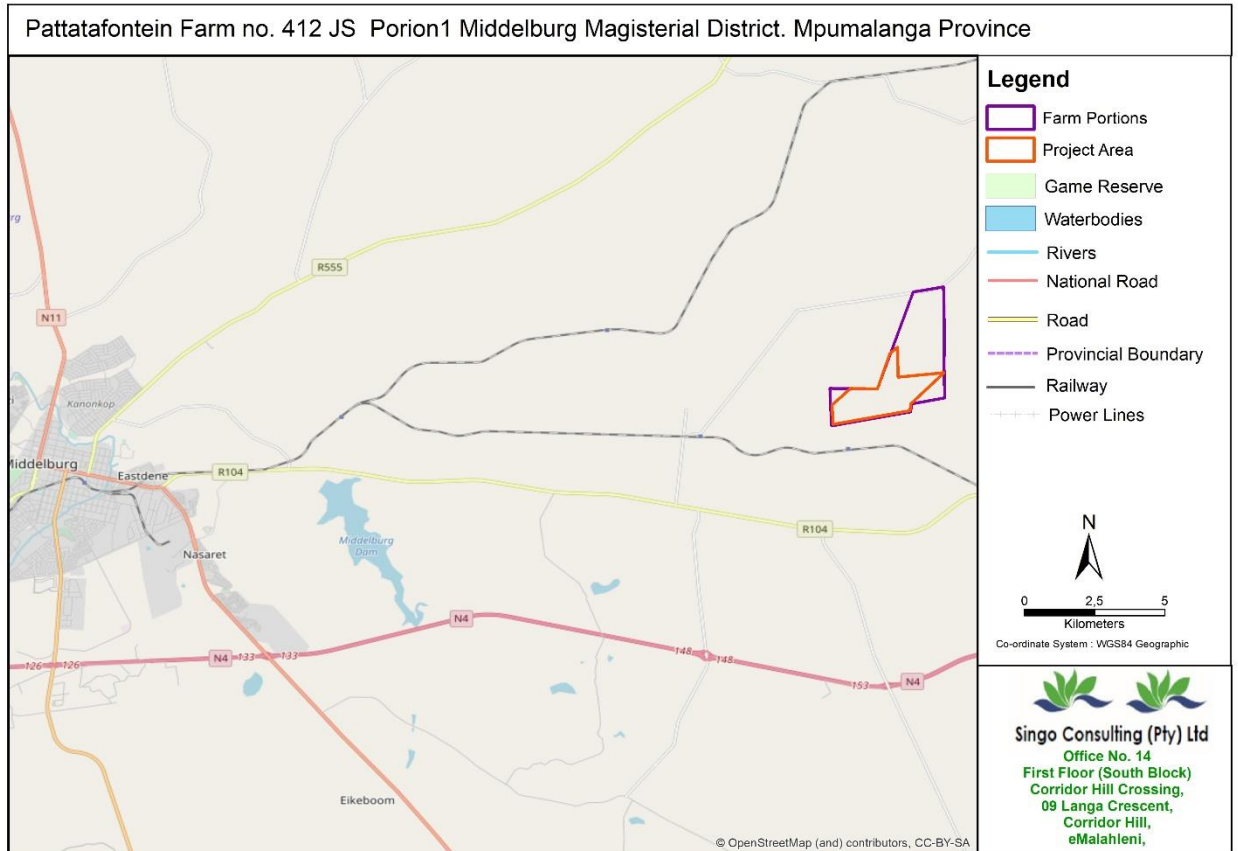 Pattatafontein Farm no. 412 JS Porion1 Middelburg Magisterial District. Mpumalanga Province
R555
N11
Kanonkop
Middelburg
Eastdene
R104
Nasaret
Middelburg
Dam
R104
N4
N4
133
133
126
126
148
148
153
N4
Eikeboom
© OpenStreetMap (and) contributors, CC-BY-SA
Legend
Farm Portions
Project Area
Game Reserve
Waterbodies
Rivers
National Road
Road
Provincial Boundary
Railway
Power Lines
N
0 2,5 5
Kilometers
Co-ordinate System : WGS84 Geographic
Singo Consulting (Pty) Ltd
Office No. 14
First Floor (South Block)
Corridor Hill Crossing,
09 Langa Crescent,
Corridor Hill,
eMalahleni,